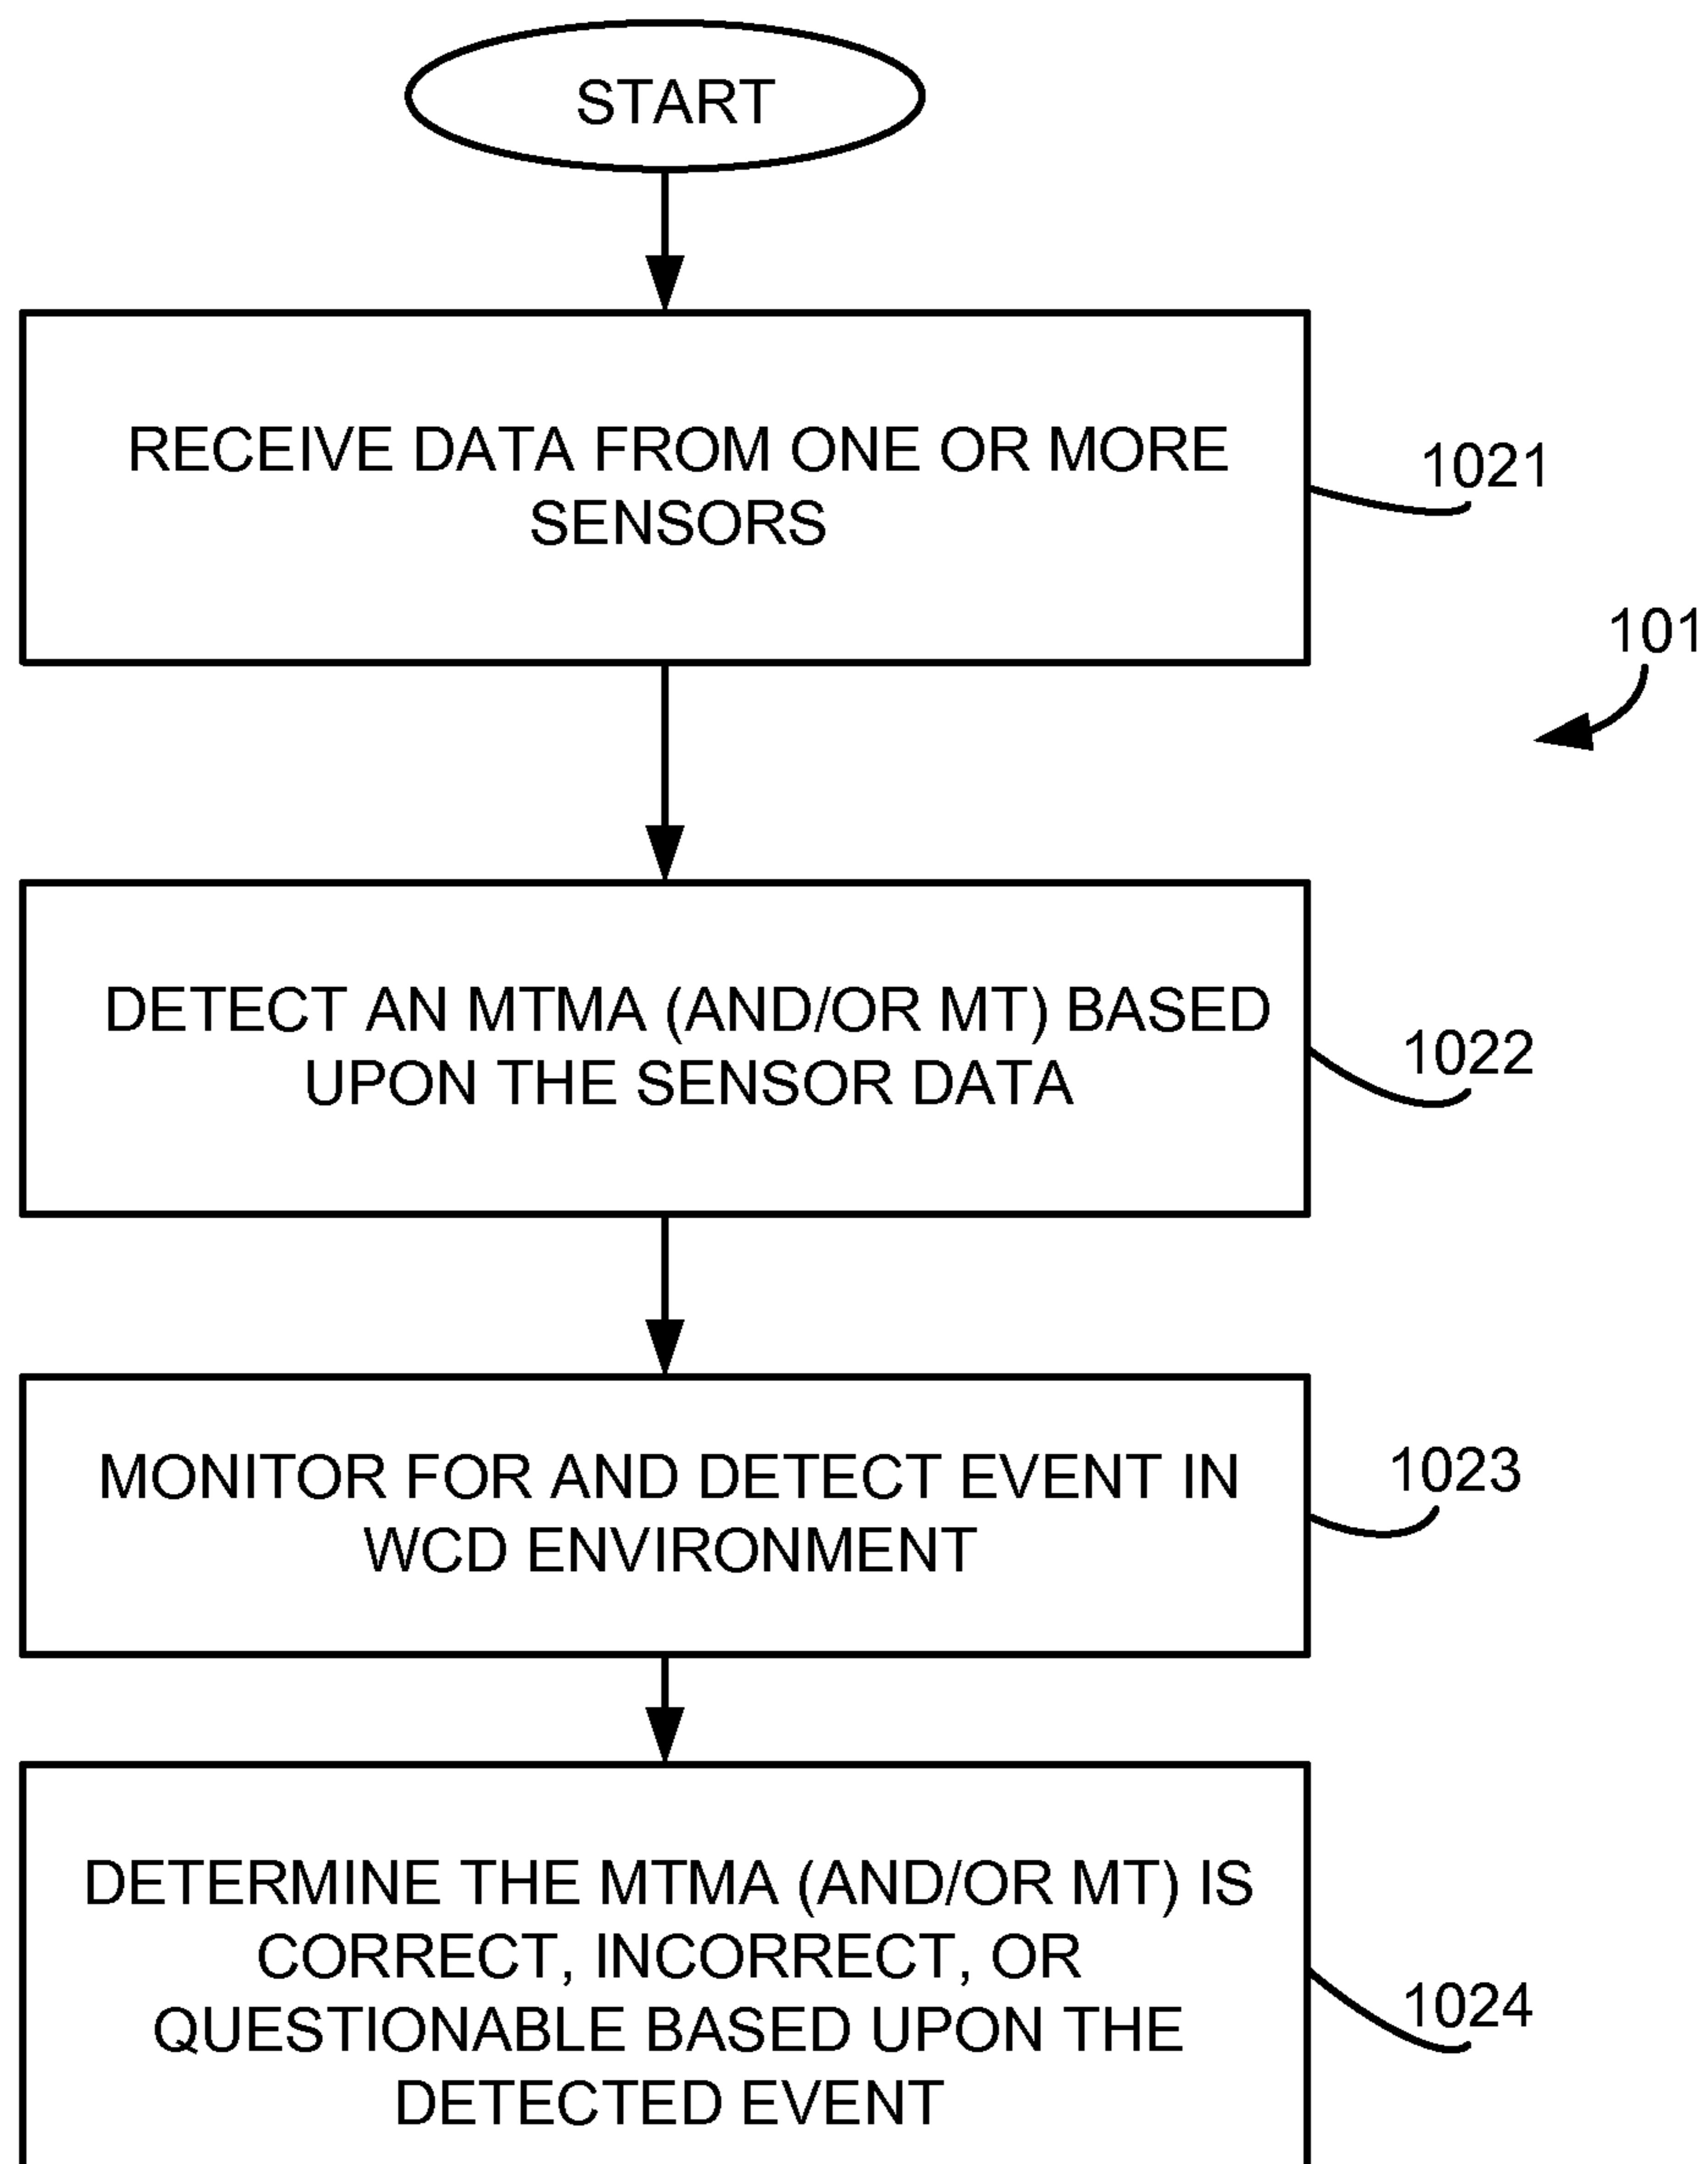 START
RECEIVE DATA FROM ONE OR MORE
SENSORS
1021
101
DETECT AN MTMA (AND/OR MT) BASED
UPON THE SENSOR DATA
1022
MONITOR FOR AND DETECT EVENT IN
WCD ENVIRONMENT
1023
DETERMINE THE MTMA (AND/OR MT) IS
CORRECT, INCORRECT, OR
QUESTIONABLE BASED UPON THE
DETECTED EVENT
1024